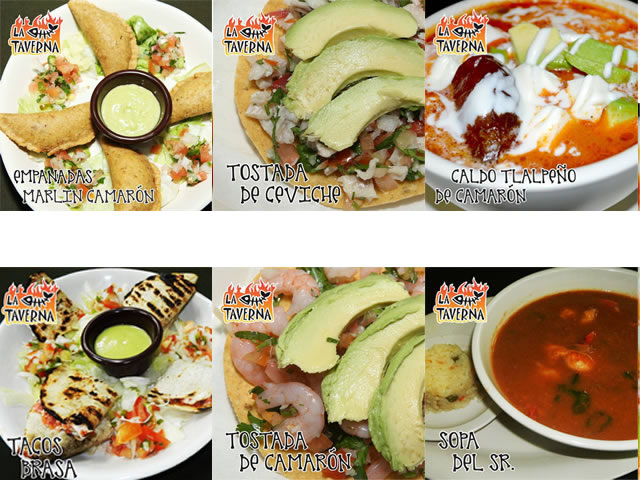 LA
TAVERNA
EMPANADAS
MARLIN CAMARÓN
LA
TAVERNA
TOSTADA
DE CEVICHE
LA
TAVERNA
CALDO TLALPEÑO
DE CAMARÓN
LA
TAVERNA
TACOS
BRASA
LA
TAVERNA
TOSTADA
DE CAMARÓN
LA
TAVERNA
SOPA
DEL SR.